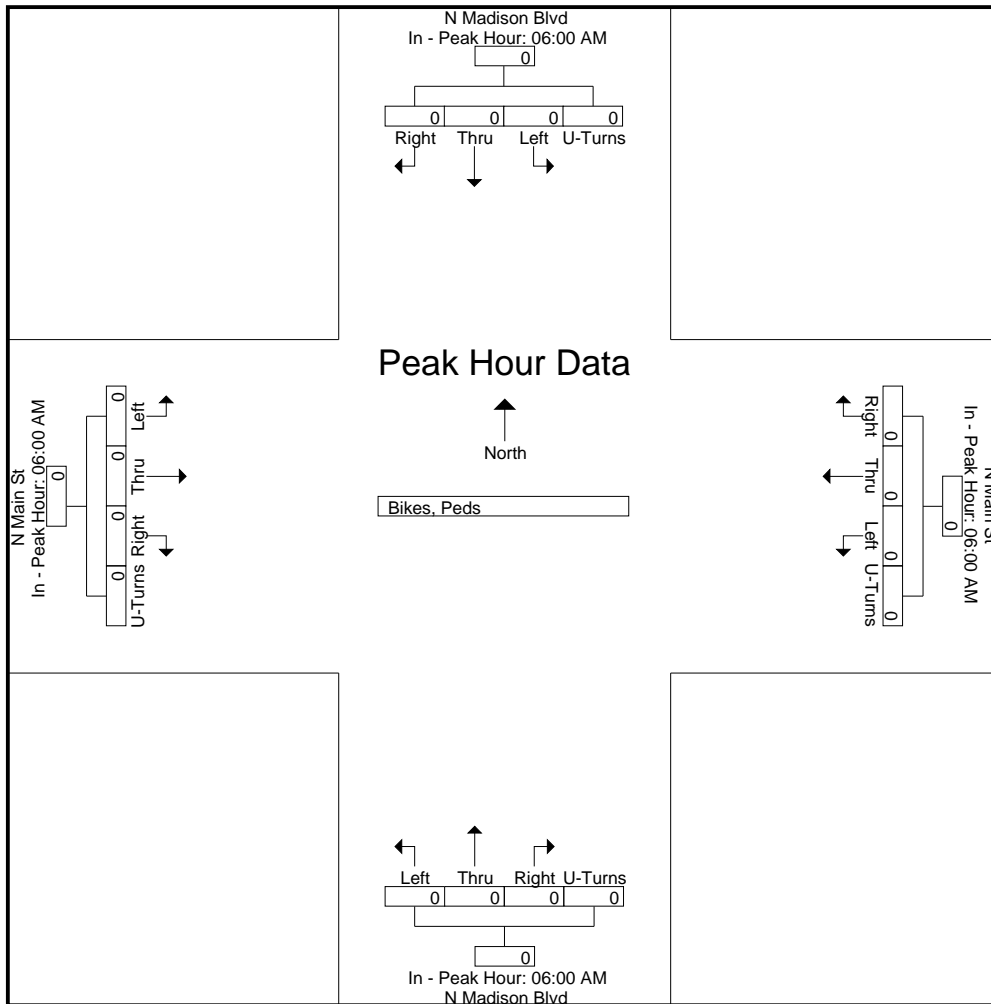 N Madison Blvd
In - Peak Hour: 06:00 AM
0
0 0 0 0
Right Thru Left U-Turns
Peak Hour Data
North
Bikes, Peds
N Main St
In - Peak Hour: 06:00 AM
0
0 0 0 0
Left Thru Right U-Turns
N Main St
In - Peak Hour: 06:00 AM
0
0 0 0 0
Right Thru Left U-Turns
Left Thru Right U-Turns
0 0 0 0
0
In - Peak Hour: 06:00 AM
N Madison Blvd